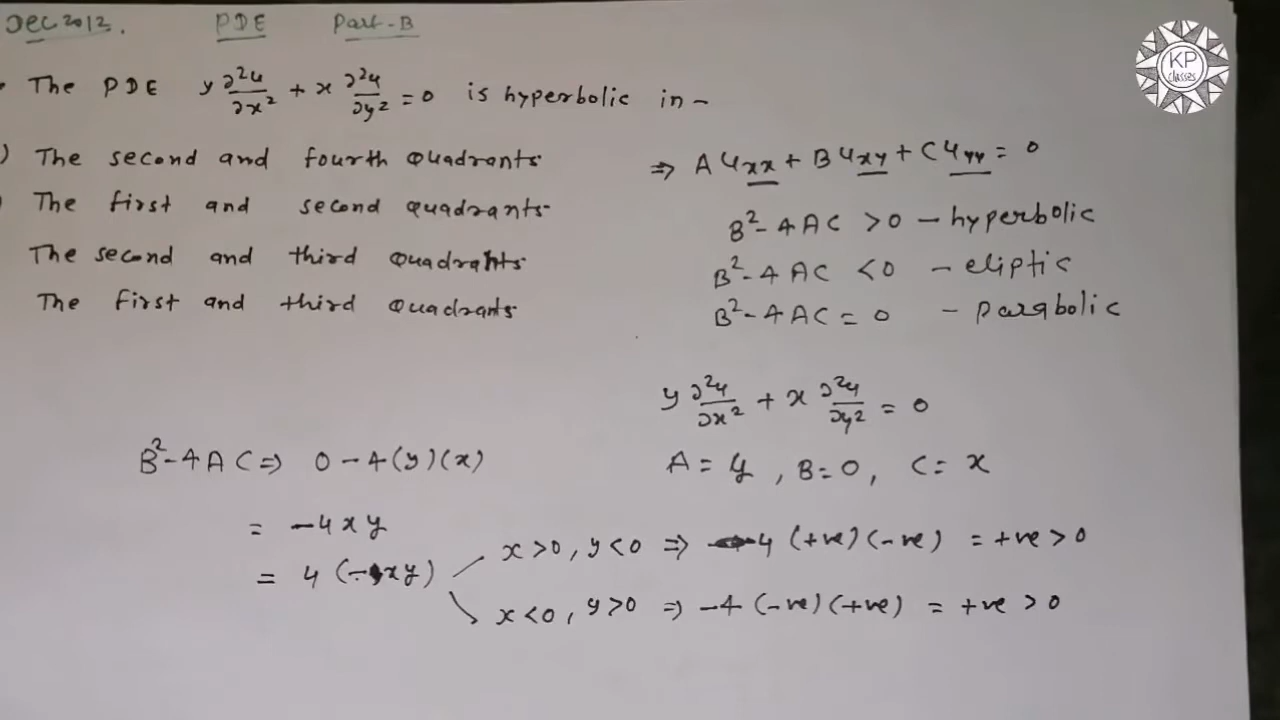 Dec 2012. PDE Part-B
KP
classes
The PDE y ∂²u/∂x² + x ∂²u/∂y² = 0 is hyperbolic in -
) The second and fourth Quadrants
The first and second quadrants
The second and third Quadrants
The First and third Quadrants
⇒ A uxx + B uxy + C uyy = 0
B² - 4AC > 0 - hyperbolic
B² - 4AC < 0 - eliptic
B² - 4AC = 0 - Parabolic
y ∂²u/∂x² + x ∂²u/∂y² = 0
A = y, B = 0, C = x
B² - 4AC ⇒ 0 - 4(y)(x)
= -4xy
= 4(-xy)
x > 0, y < 0 ⇒ -4 (+ve)(-ve) = +ve > 0
x < 0, y > 0 ⇒ -4 (-ve)(+ve) = +ve > 0